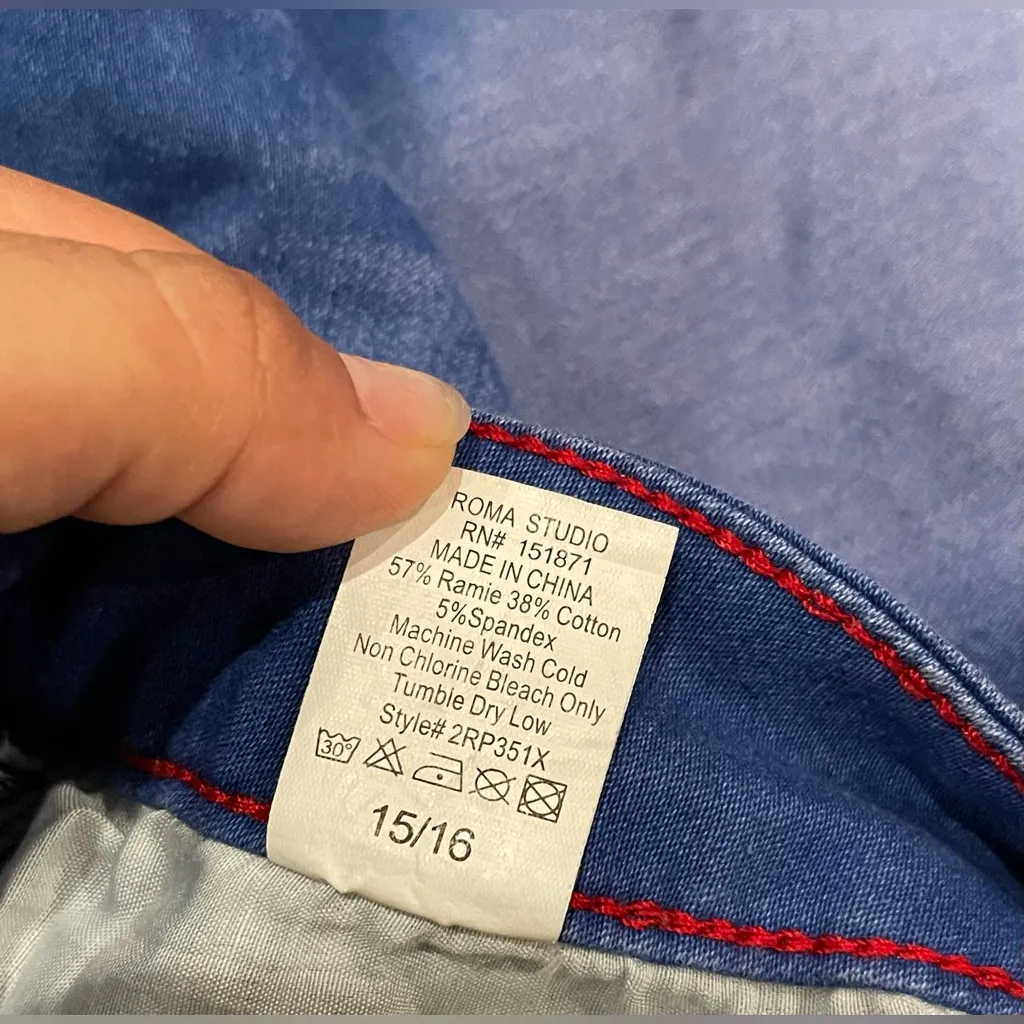 ROMA STUDIO
RN# 151871
MADE IN CHINA
57% Ramie 38% Cotton
5%Spandex
Machine Wash Cold
Non Chlorine Bleach Only
Tumble Dry Low
Style# 2RP351X
30°
15/16